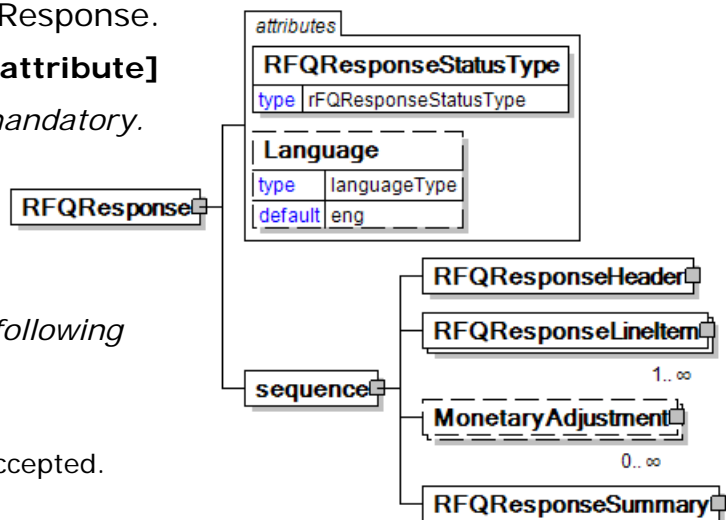 Response.
attribute]
mandatory.
following
ccepted.
attributes
RFQResponseStatusType
type rFQResponseStatusType
Language
type languageType
default eng
RFQResponse
sequence
RFQResponseHeader
RFQResponseLineItem
1..∞
MonetaryAdjustment
0..∞
RFQResponseSummary